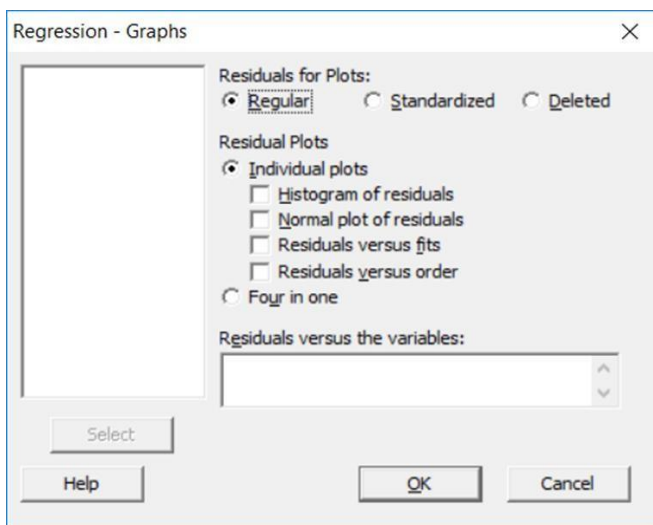 Regression - Graphs
Residuals for Plots:
Regular Standardized Deleted
Residual Plots
Individual plots
Histogram of residuals
Normal plot of residuals
Residuals versus fits
Residuals versus order
Four in one
Residuals versus the variables:
Select
Help OK Cancel